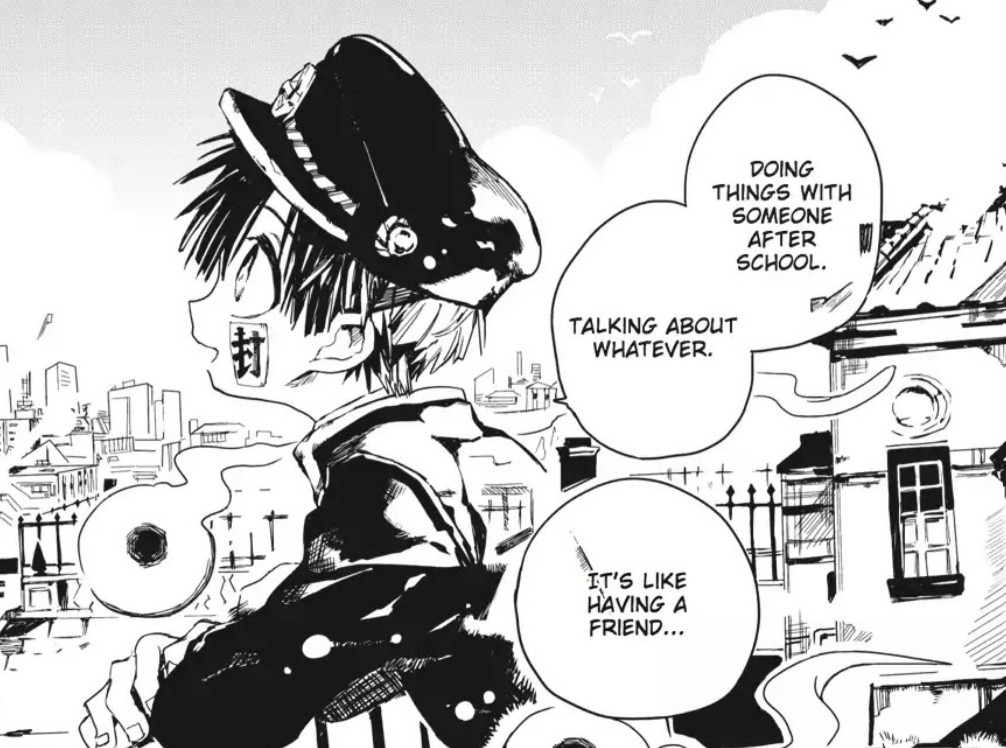 DOING
THINGS WITH
SOMEONE
AFTER
SCHOOL.
TALKING ABOUT
WHATEVER.
封
IT'S LIKE
HAVING A
FRIEND...